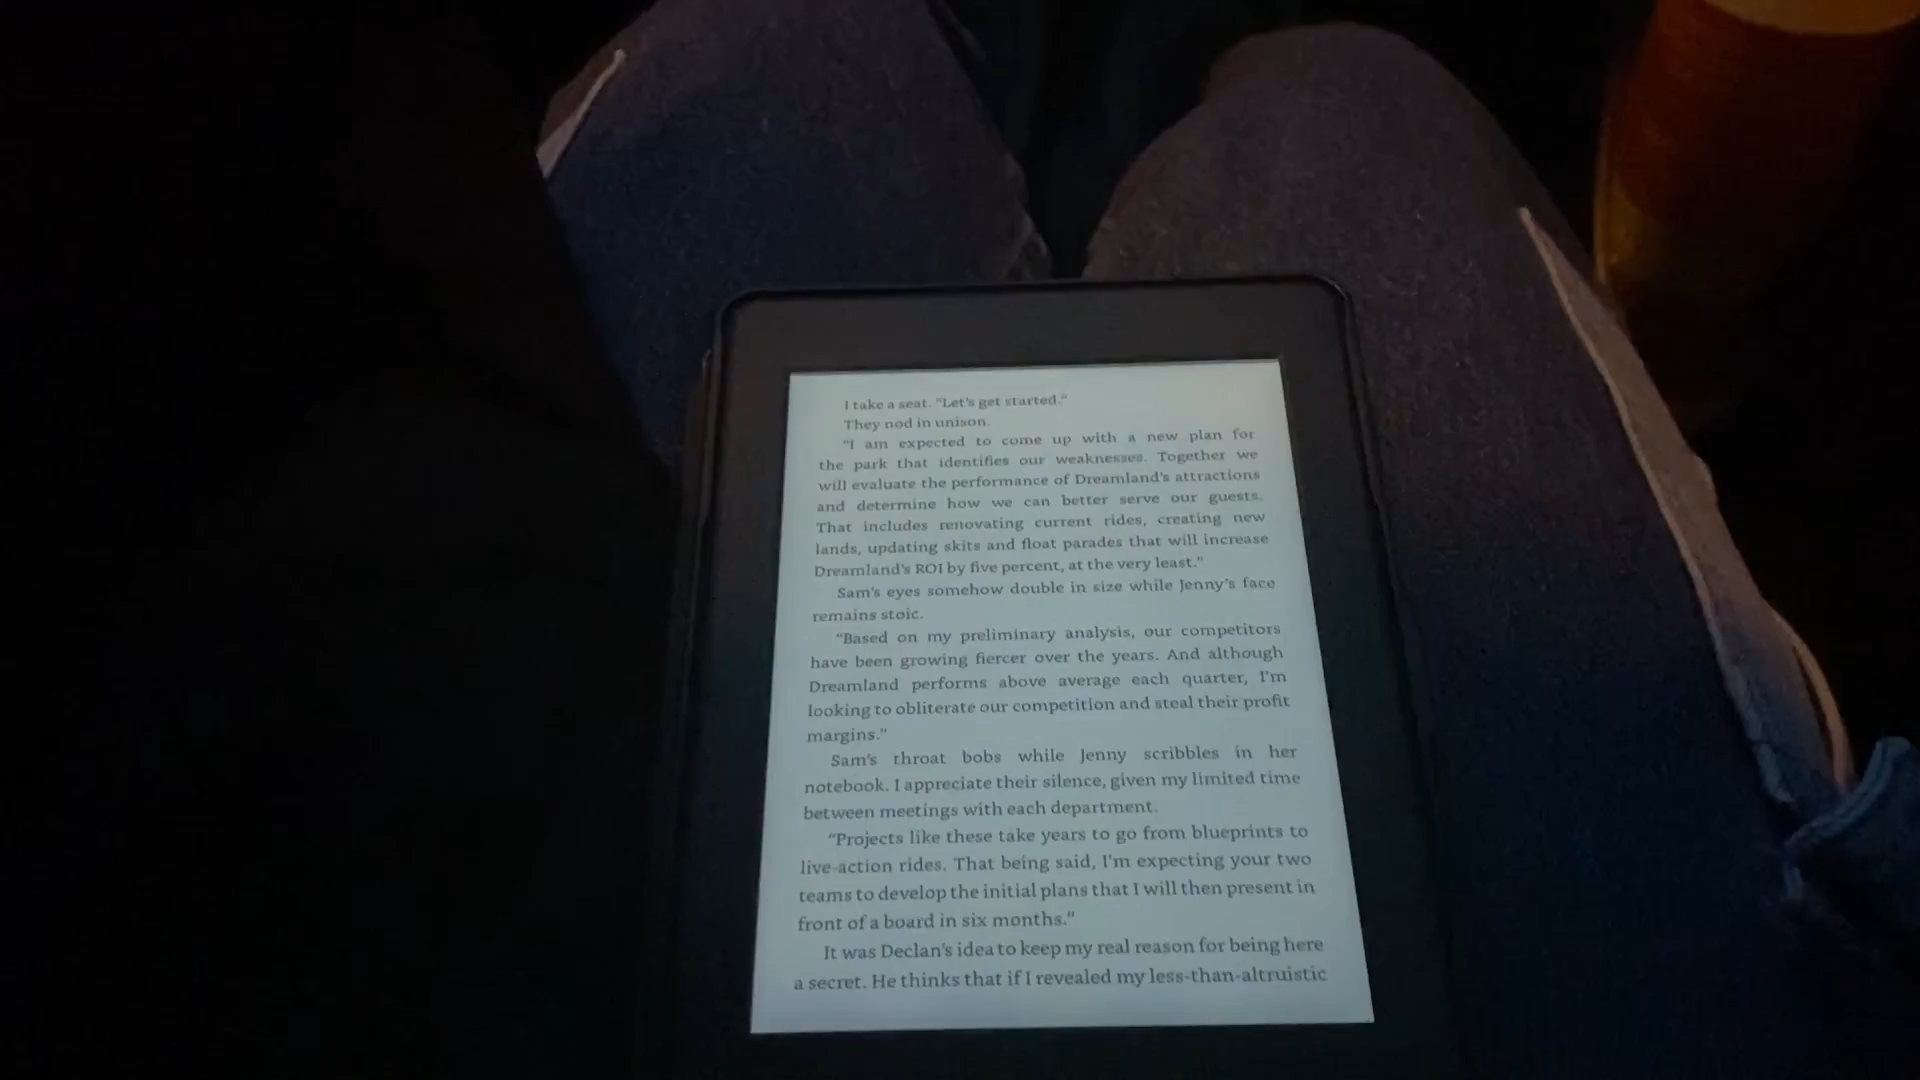 I take a seat. "Let's get started."
They nod in unison.
"I am expected to come up with a new plan for
the park that identifies our weaknesses. Together we
will evaluate the performance of Dreamland's attractions
and determine how we can better serve our guests.
That includes renovating current rides, creating new
lands, updating skits and float parades that will increase
Dreamland's ROI by five percent, at the very least."
Sam's eyes somehow double in size while Jenny's face
remains stoic.
"Based on my preliminary analysis, our competitors
have been growing fiercer over the years. And although
Dreamland performs above average each quarter, I'm
looking to obliterate our competition and steal their profit
margins."
Sam's throat bobs while Jenny scribbles in her
notebook. I appreciate their silence, given my limited time
between meetings with each department.
"Projects like these take years to go from blueprints to
live-action rides. That being said, I'm expecting your two
teams to develop the initial plans that I will then present in
front of a board in six months."
It was Declan's idea to keep my real reason for being here
a secret. He thinks that if I revealed my less-than-altruistic